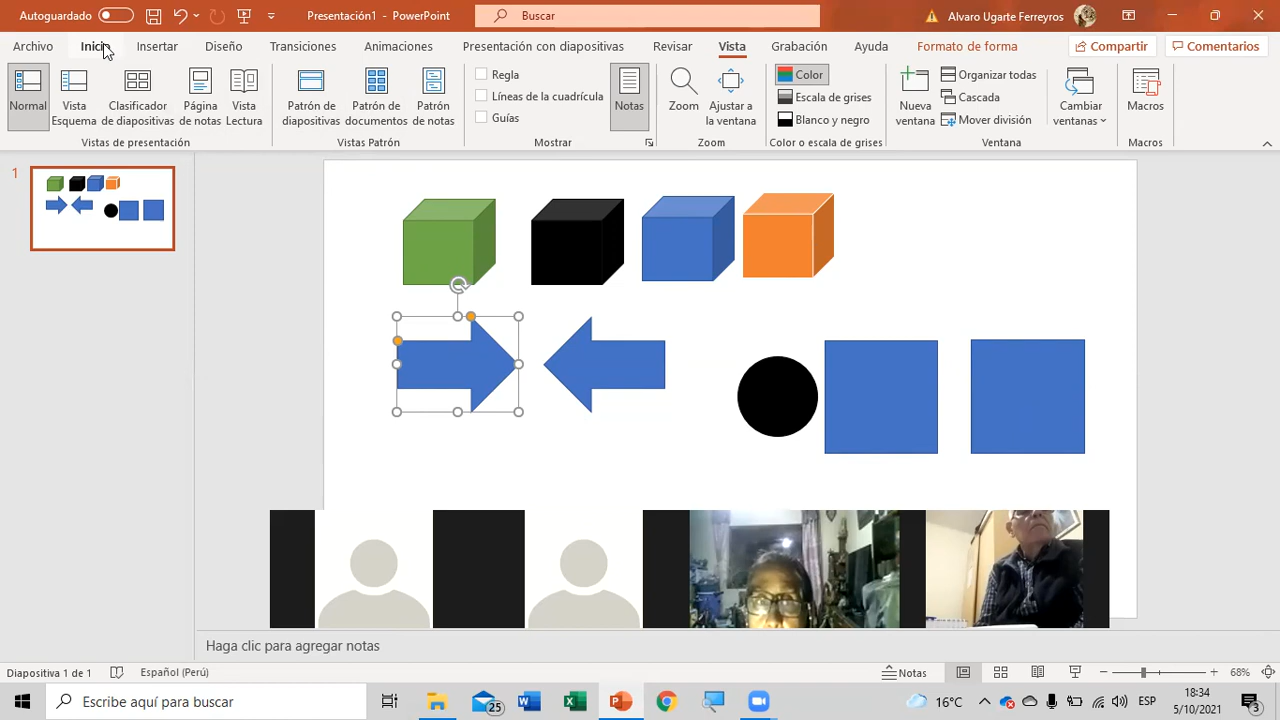 Autoguardado
Presentación1 - PowerPoint
Buscar
Alvaro Ugarte Ferreyros
Archivo
Inicio
Insertar
Diseño
Transiciones
Animaciones
Presentación con diapositivas
Revisar
Vista
Grabación
Ayuda
Formato de forma
Compartir
Comentarios
Normal
Vista Esquema
Clasificador de diapositivas
Página de notas
Vista Lectura
Vistas de presentación
Patrón de diapositivas
Patrón de documentos
Patrón de notas
Vistas Patrón
Regla
Líneas de la cuadrícula
Guías
Mostrar
Notas
Zoom
Ajustar a la ventana
Zoom
Color
Escala de grises
Blanco y negro
Color o escala de grises
Nueva ventana
Organizar todas
Cascada
Mover división
Cambiar ventanas
Ventana
Macros
Macros
1
Haga clic para agregar notas
Diapositiva 1 de 1
Español (Perú)
Notas
68%
Escribe aquí para buscar
25
16°C
ESP
18:34
5/10/2021
3